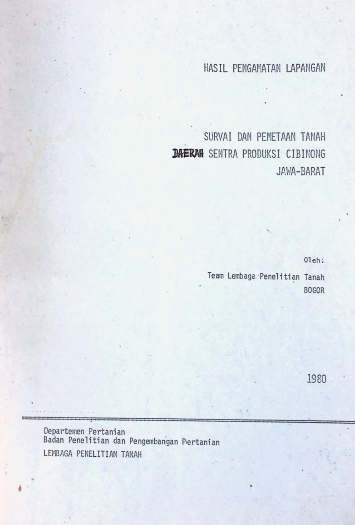 HASIL PENGAMATAN LAPANGAN
SURVAI DAN PEMETAAN TANAH
DAERAH SENTRA PRODUKSI CIBINONG
JAWA-BARAT
Oleh:
Team Lembaga Penelitian Tanah
BOGOR
1980
Departemen Pertanian
Badan Penelitian dan Pengembangan Pertanian
LEMBAGA PENELITIAN TANAH